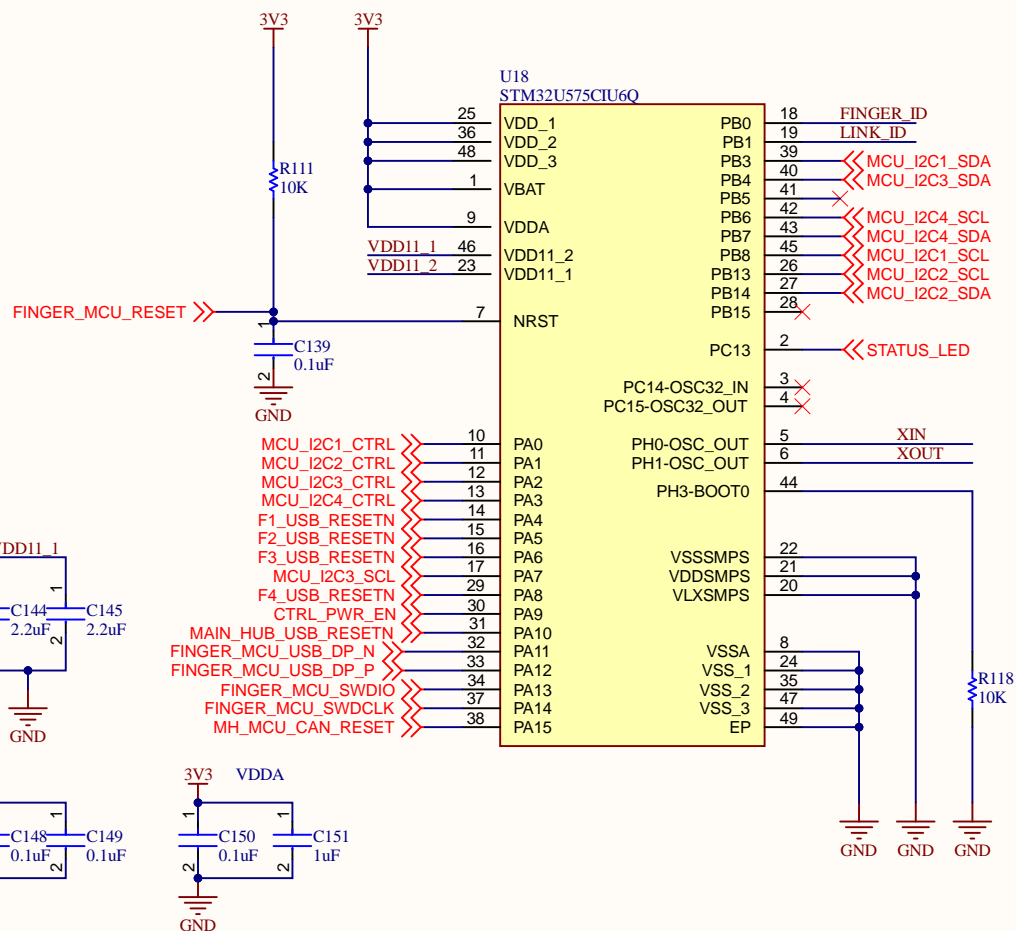 3V3
3V3
U18
STM32U575CIU6Q
25 VDD_1
36 VDD_2
48 VDD_3
1 VBAT
9 VDDA
VDD11_1 46 VDD11_2
VDD11_2 23 VDD11_1
R111
10K
FINGER_MCU_RESET
7 NRST
1
C139
0.1uF
2
GND
MCU_I2C1_CTRL 10 PA0
MCU_I2C2_CTRL 11 PA1
MCU_I2C3_CTRL 12 PA2
MCU_I2C4_CTRL 13 PA3
F1_USB_RESETN 14 PA4
F2_USB_RESETN 15 PA5
F3_USB_RESETN 16 PA6
MCU_I2C3_SCL 17 PA7
F4_USB_RESETN 29 PA8
CTRL_PWR_EN 30 PA9
MAIN_HUB_USB_RESETN 31 PA10
FINGER_MCU_USB_DP_N 32 PA11
FINGER_MCU_USB_DP_P 33 PA12
FINGER_MCU_SWDIO 34 PA13
FINGER_MCU_SWDCLK 37 PA14
MH_MCU_CAN_RESET 38 PA15
PB0 18 FINGER_ID
PB1 19 LINK_ID
PB3 39 MCU_I2C1_SDA
PB4 40 MCU_I2C3_SDA
PB5 41
PB6 42 MCU_I2C4_SCL
PB7 43 MCU_I2C4_SDA
PB8 45 MCU_I2C1_SCL
PB13 26 MCU_I2C2_SCL
PB14 27 MCU_I2C2_SDA
PB15 28
PC13 2 STATUS_LED
PC14-OSC32_IN 3
PC15-OSC32_OUT 4
PH0-OSC_OUT 5 XIN
PH1-OSC_OUT 6 XOUT
PH3-BOOT0 44
VSSSMPS 22
VDDSMPS 21
VLXSMPS 20
VSSA 8
VSS_1 24
VSS_2 35
VSS_3 47
EP 49
R118
10K
GND
GND
GND
VDD11_1
1
C144
2.2uF
C145
2.2uF
2
GND
1
C148
0.1uF
C149
0.1uF
2
3V3 VDDA
1
C150
0.1uF
2
1
C151
1uF
2
GND